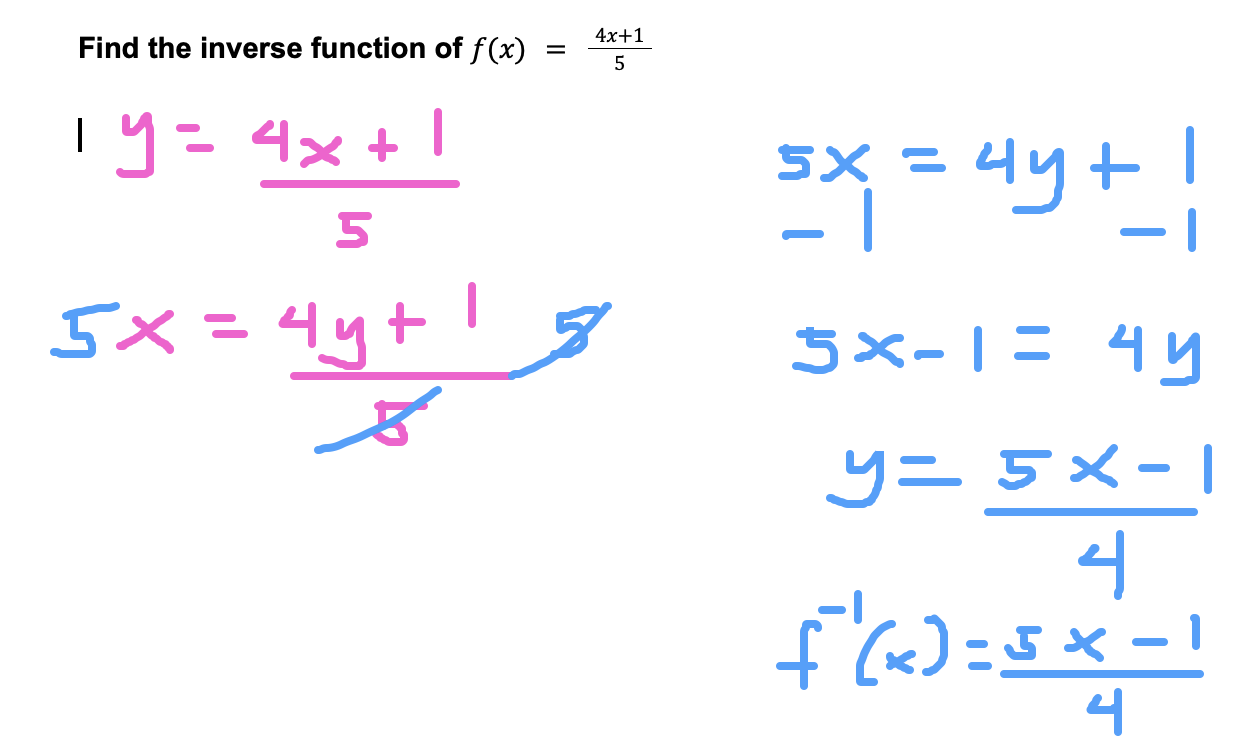 Find the inverse function of f(x) = (4x+1)/5
y = (4x + 1)/5
5x = (4y + 1)/5 5
5x = 4y + 1
- 1 - 1
5x - 1 = 4y
y = (5x - 1)/4
f⁻¹(x) = (5x - 1)/4